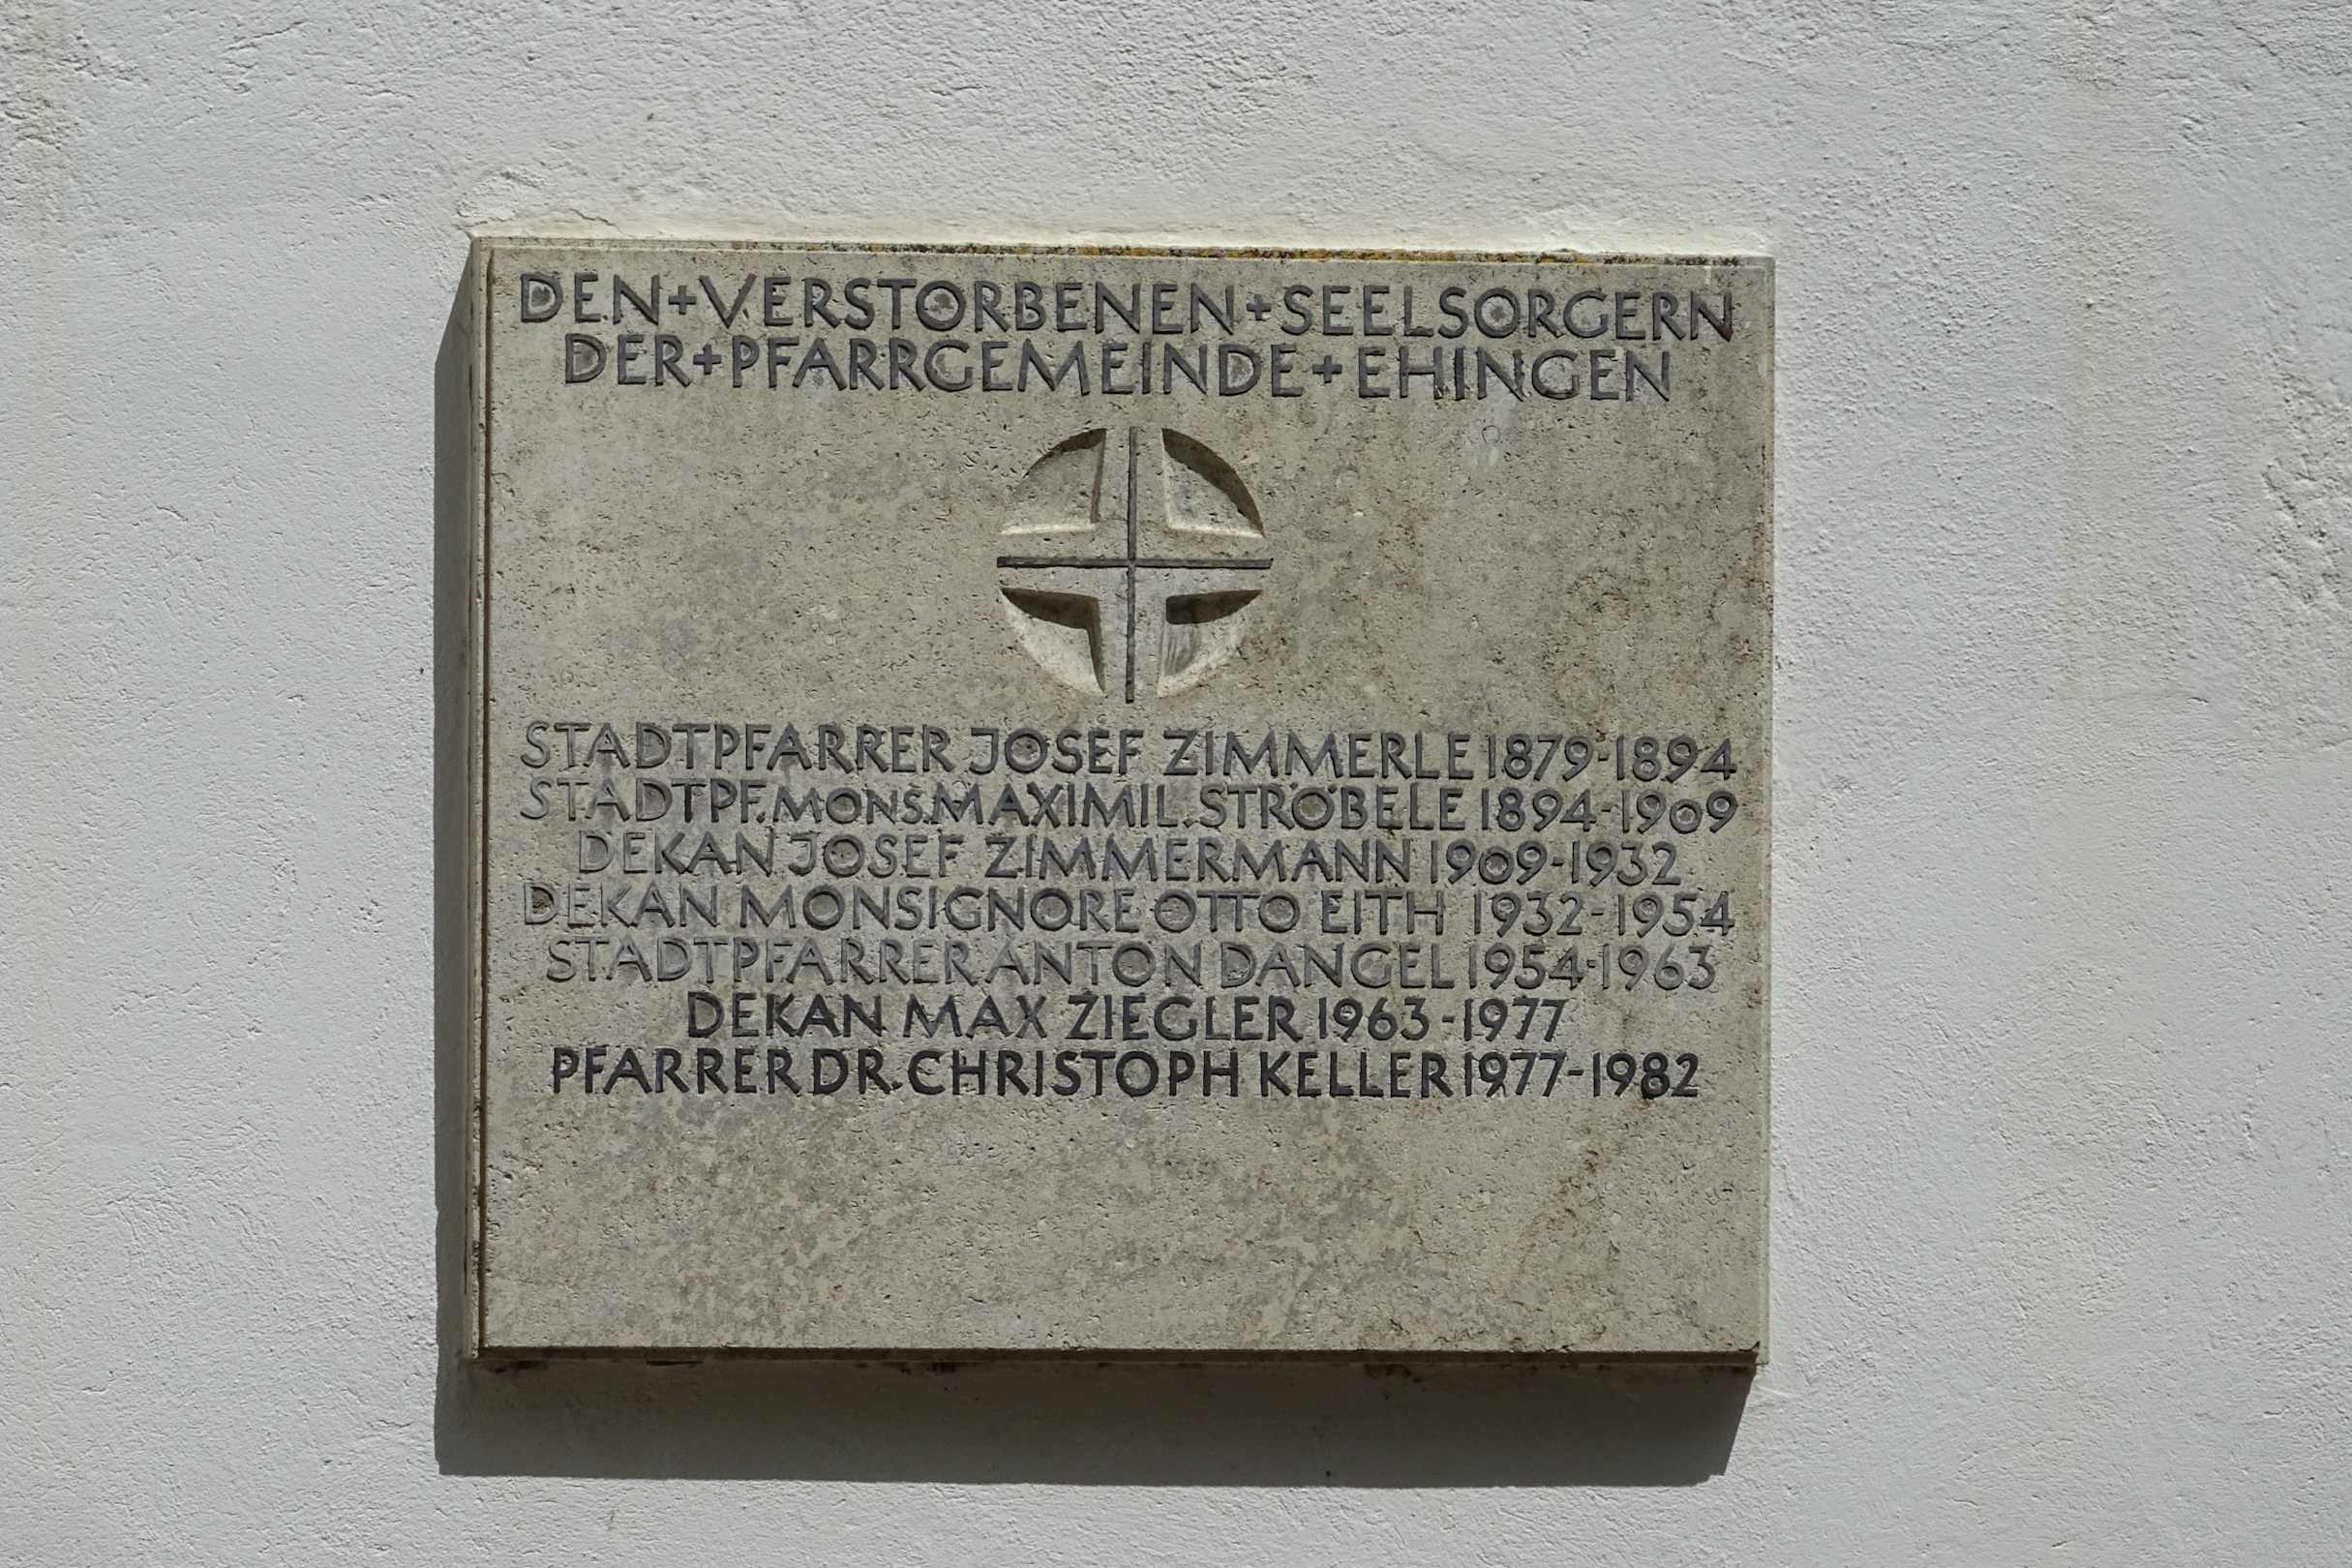 DEN+VERSTORBENEN+SEELSORGERN
DER+PFARRGEMEINDE+EHINGEN
STADTPFARRER JOSEF ZIMMERLE 1879-1894
STADTPF. MONS. MAXIMIL. STRÖBELE 1894-1909
DEKAN JOSEF ZIMMERMANN 1909-1932
DEKAN MONSIGNORE OTTO EITH 1932-1954
STADTPFARRER ANTON DANGEL 1954-1963
DEKAN MAX ZIEGLER 1963-1977
PFARRER DR. CHRISTOPH KELLER 1977-1982